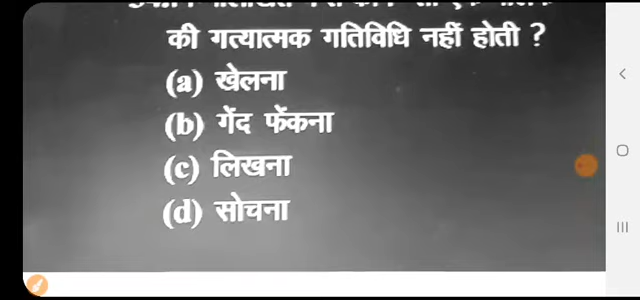 की गत्यात्मक गतिविधि नहीं होती ?
(a) खेलना
(b) गेंद फेंकना
(c) लिखना
(d) सोचना